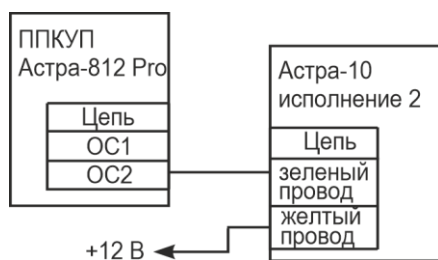 ППКУП
Астра-812 Pro
Цепь
ОС1
ОС2
Астра-10
исполнение 2
Цепь
зеленый
провод
желтый
провод
+12 В